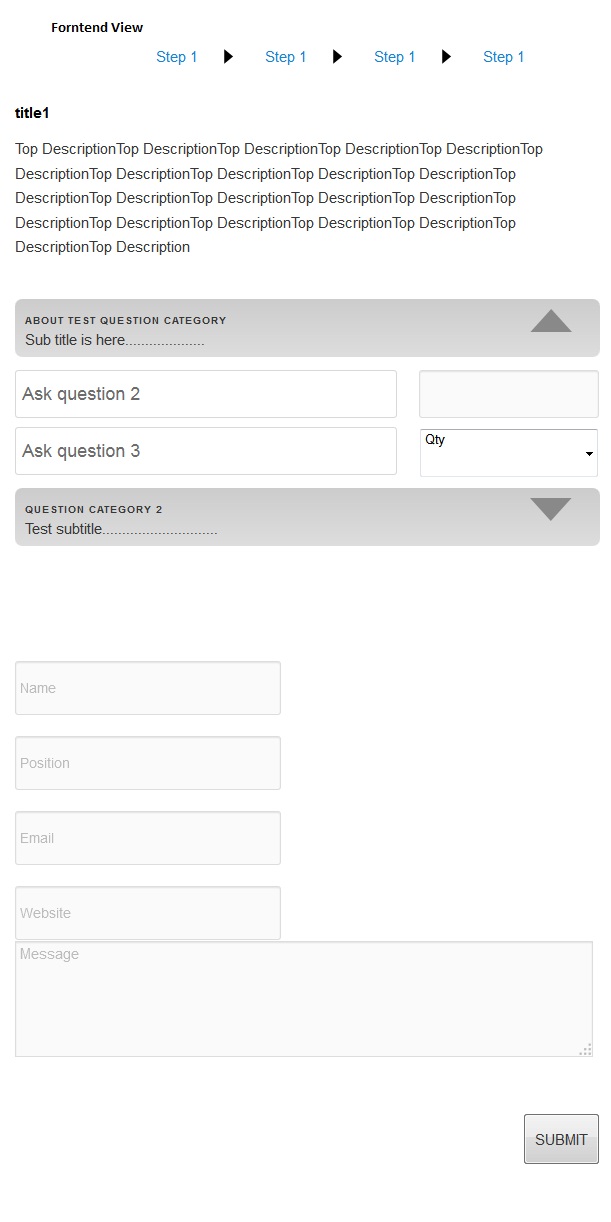 Forntend View
Step 1 Step 1 Step 1 Step 1
title1
Top DescriptionTop DescriptionTop DescriptionTop DescriptionTop DescriptionTop
DescriptionTop DescriptionTop DescriptionTop DescriptionTop DescriptionTop
DescriptionTop DescriptionTop DescriptionTop DescriptionTop DescriptionTop
DescriptionTop DescriptionTop DescriptionTop DescriptionTop DescriptionTop
DescriptionTop Description
ABOUT TEST QUESTION CATEGORY
Sub title is here....................
Ask question 2
Ask question 3 Qty
QUESTION CATEGORY 2
Test subtitle.............................
Name
Position
Email
Website
Message
SUBMIT